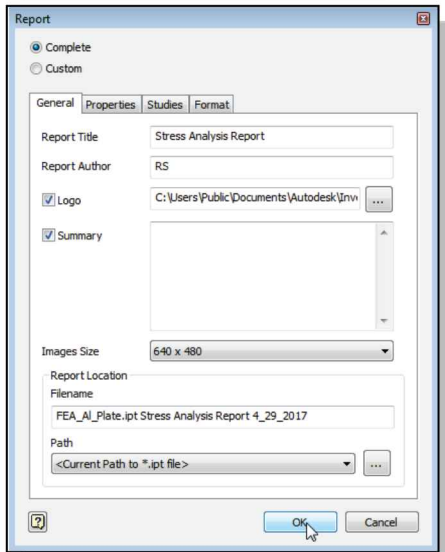 Report
Complete
Custom
General Properties Studies Format
Report Title Stress Analysis Report
Report Author RS
Logo C:\Users\Public\Documents\Autodesk\Inv
Summary
Images Size 640 x 480
Report Location
Filename
FEA_Al_Plate.ipt Stress Analysis Report 4_29_2017
Path
<Current Path to *.ipt file> ...
? OK Cancel